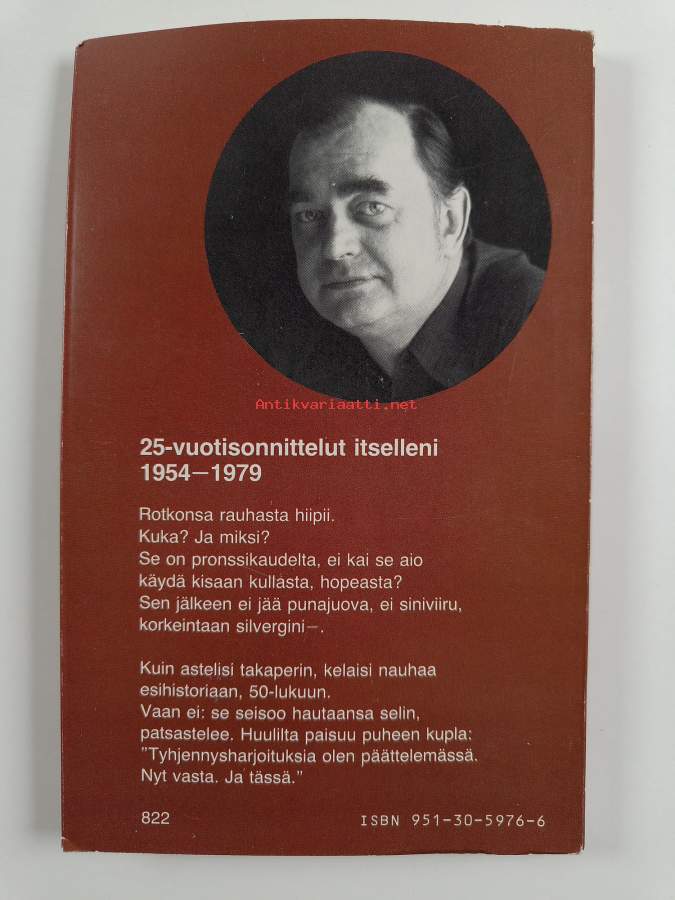 Antikvariaatti.net
25-vuotisonnittelut itselleni
1954–1979
Rotkonsa rauhasta hiipii.
Kuka? Ja miksi?
Se on pronssikaudelta, ei kai se aio
käydä kisaan kullasta, hopeasta?
Sen jälkeen ei jää punajuova, ei siniviiru,
korkeintaan silvergini–.
Kuin astelisi takaperin, kelaisi nauhaa
esihistoriaan, 50-lukuun.
Vaan ei: se seisoo hautaansa selin,
patsastelee. Huulilta paisuu puheen kupla:
"Tyhjennysharjoituksia olen päättelemässä.
Nyt vasta. Ja tässä."
822 ISBN 951-30-5976-6